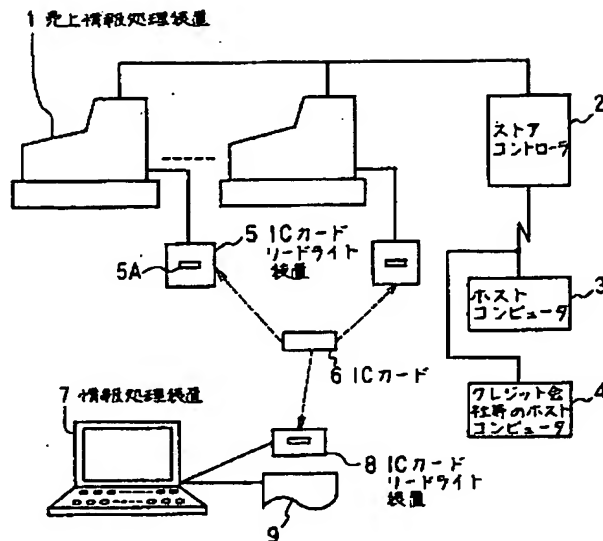 1 売上情報処理装置
2
ストア
コントローラ
5 ICカード
リードライト
装置
5A
3
ホスト
コンピュータ
6 ICカード
4
クレジット会
社等のホスト
コンピュータ
7 情報処理装置
8 ICカード
リードライト
装置
9